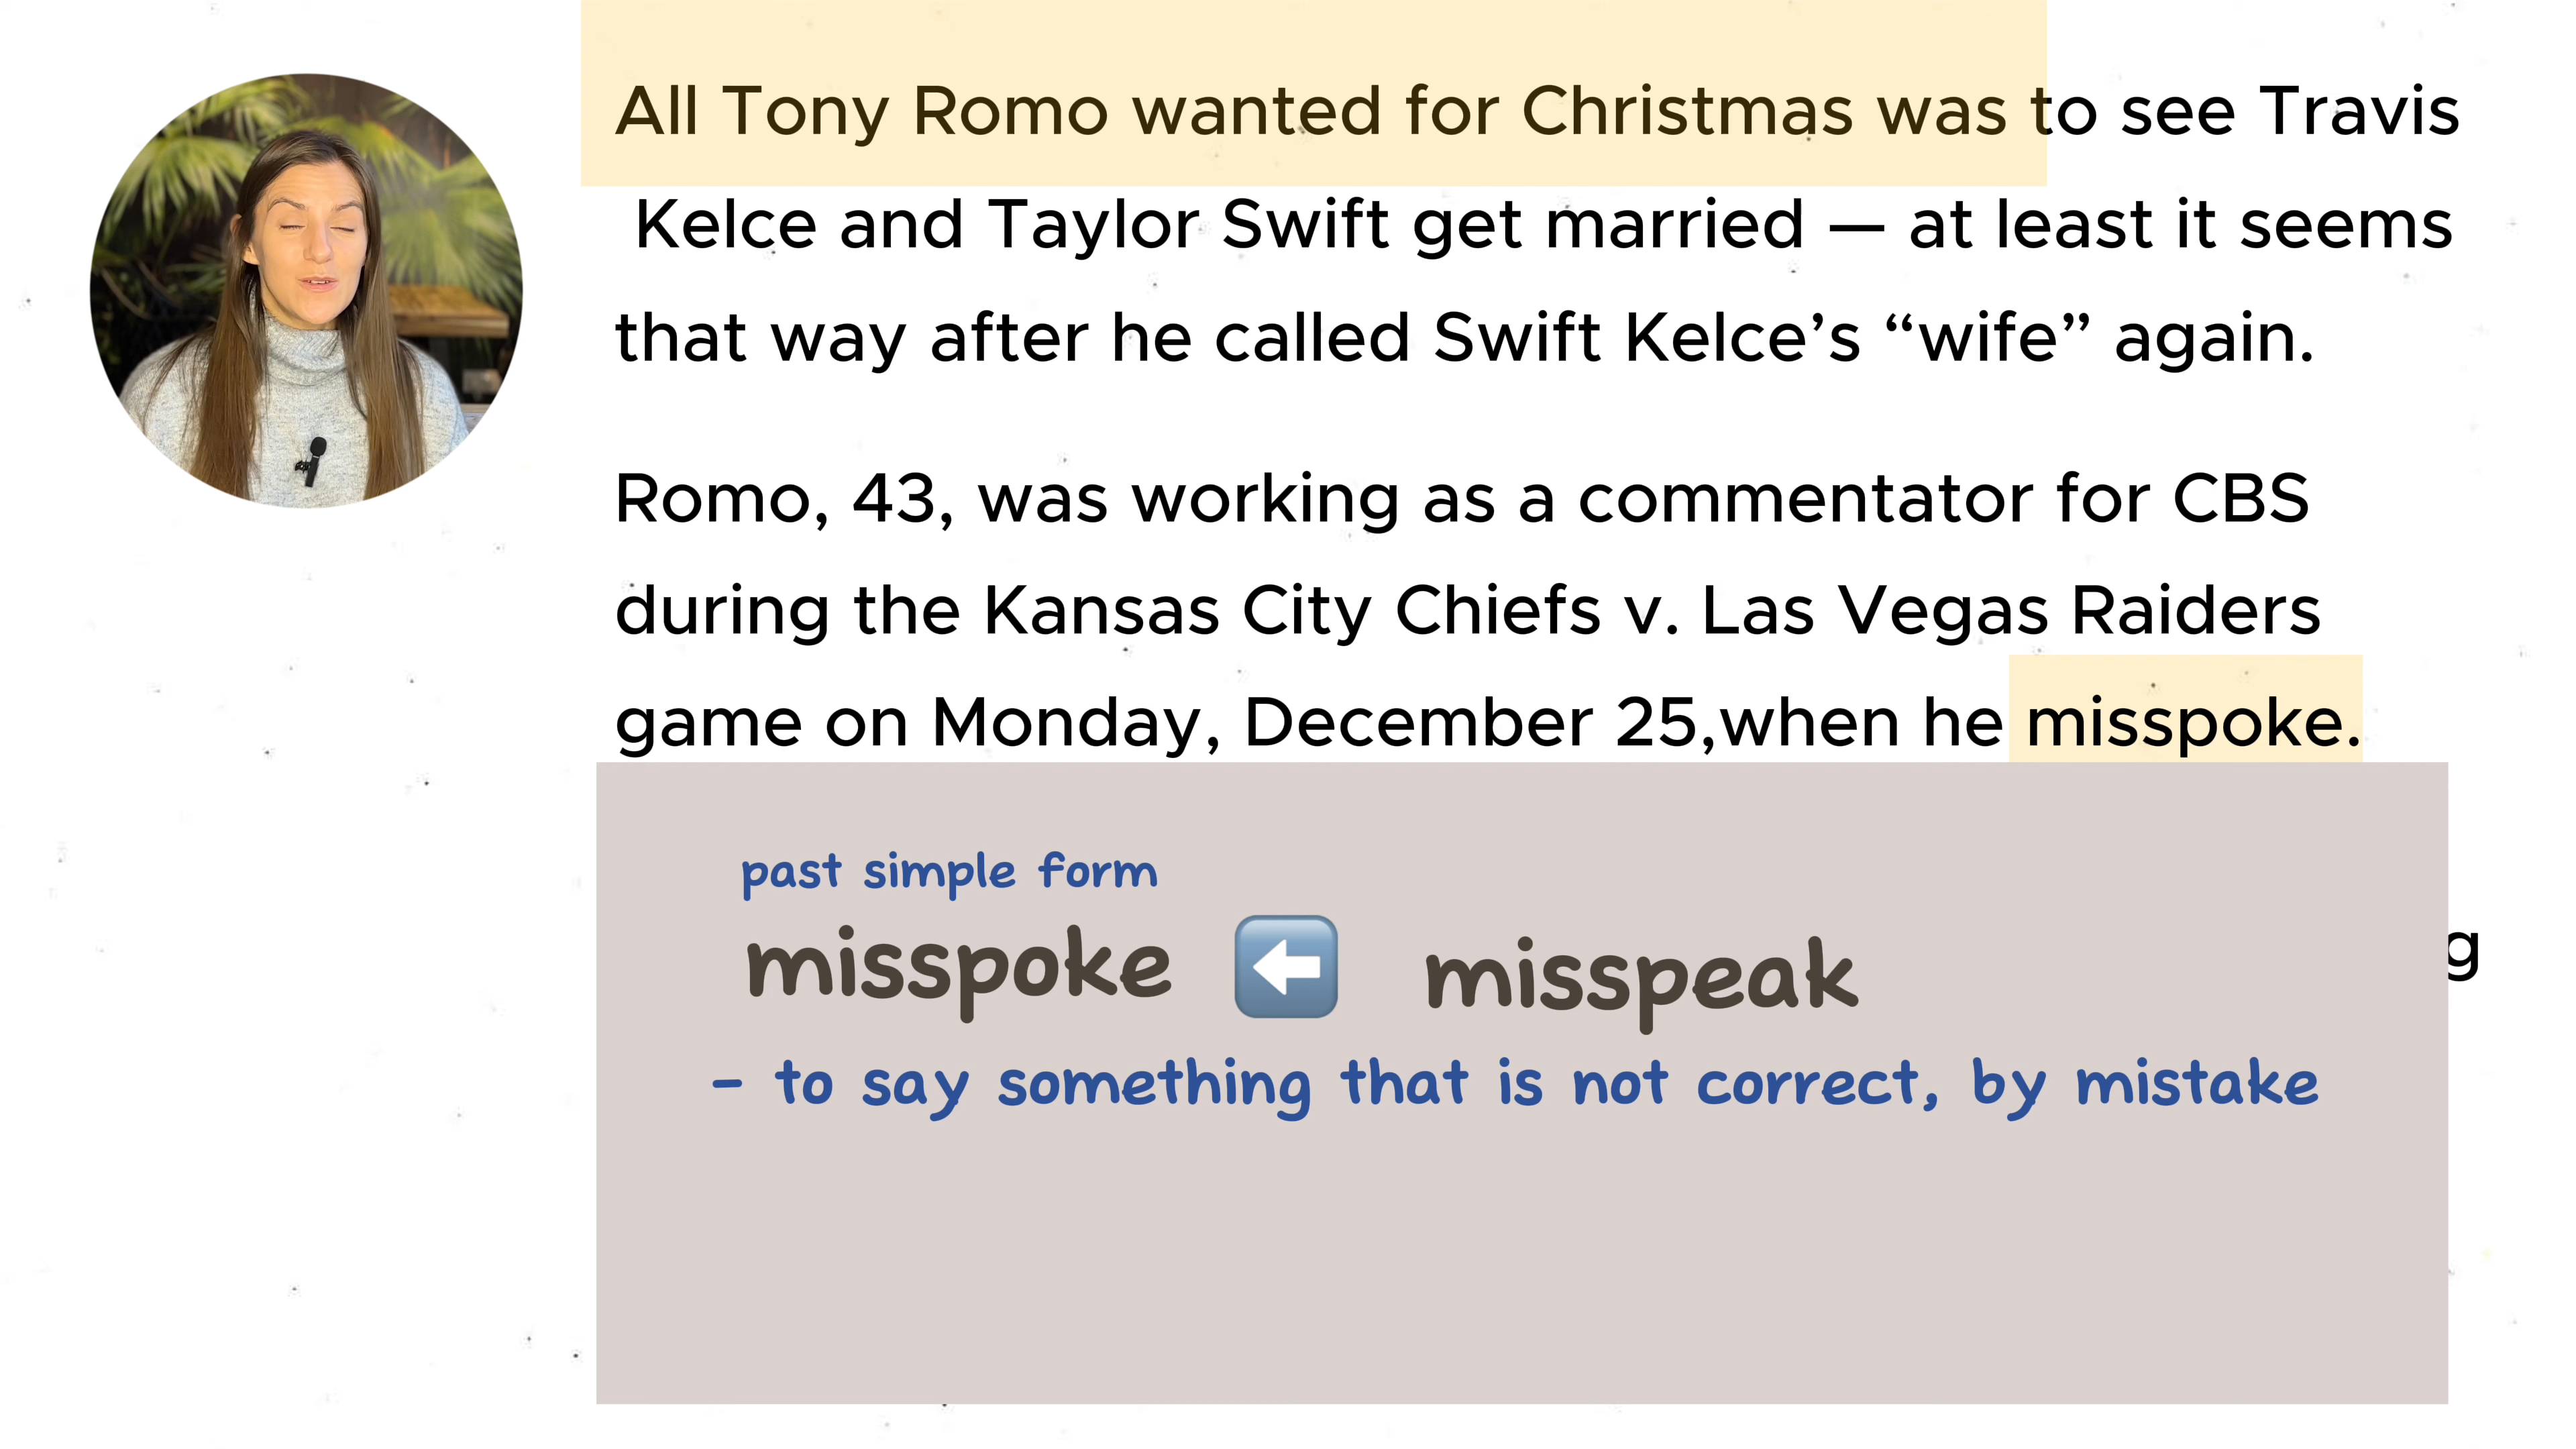 All Tony Romo wanted for Christmas was to see Travis
Kelce and Taylor Swift get married — at least it seems
that way after he called Swift Kelce’s “wife” again.
Romo, 43, was working as a commentator for CBS
during the Kansas City Chiefs v. Las Vegas Raiders
game on Monday, December 25,when he misspoke.
past simple form
misspoke ⬅️ misspeak
- to say something that is not correct, by mistake